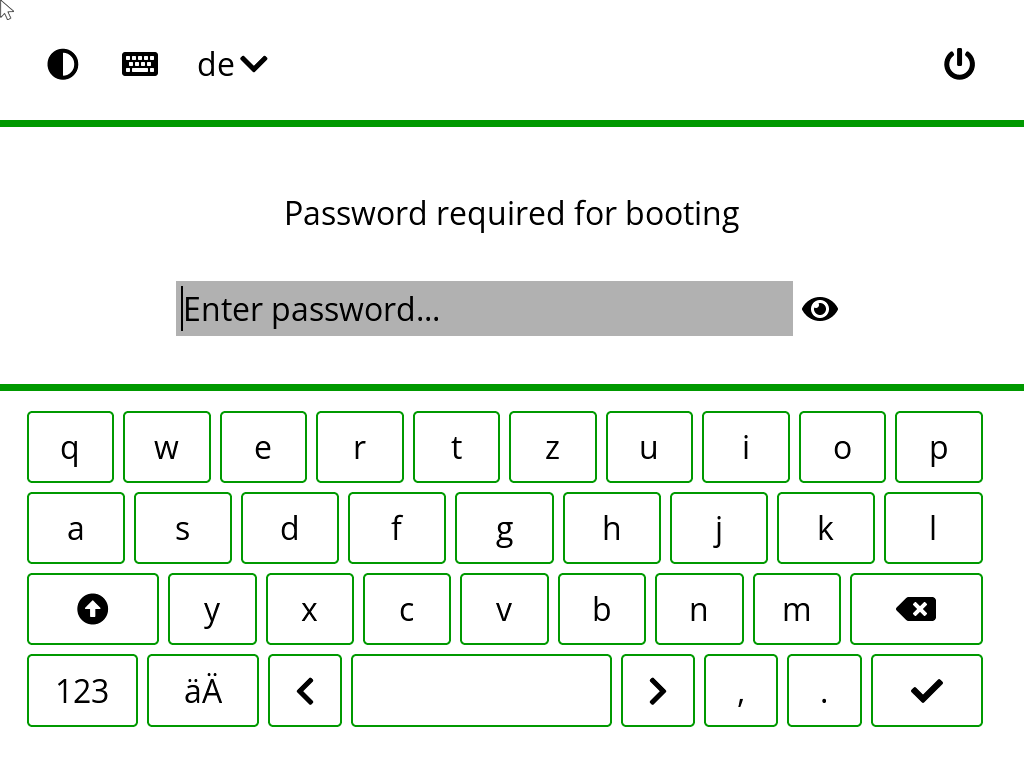 de
Password required for booting
Enter password...
q w e r t z u i o p
a s d f g h j k l
y x c v b n m
123 äÄ , .